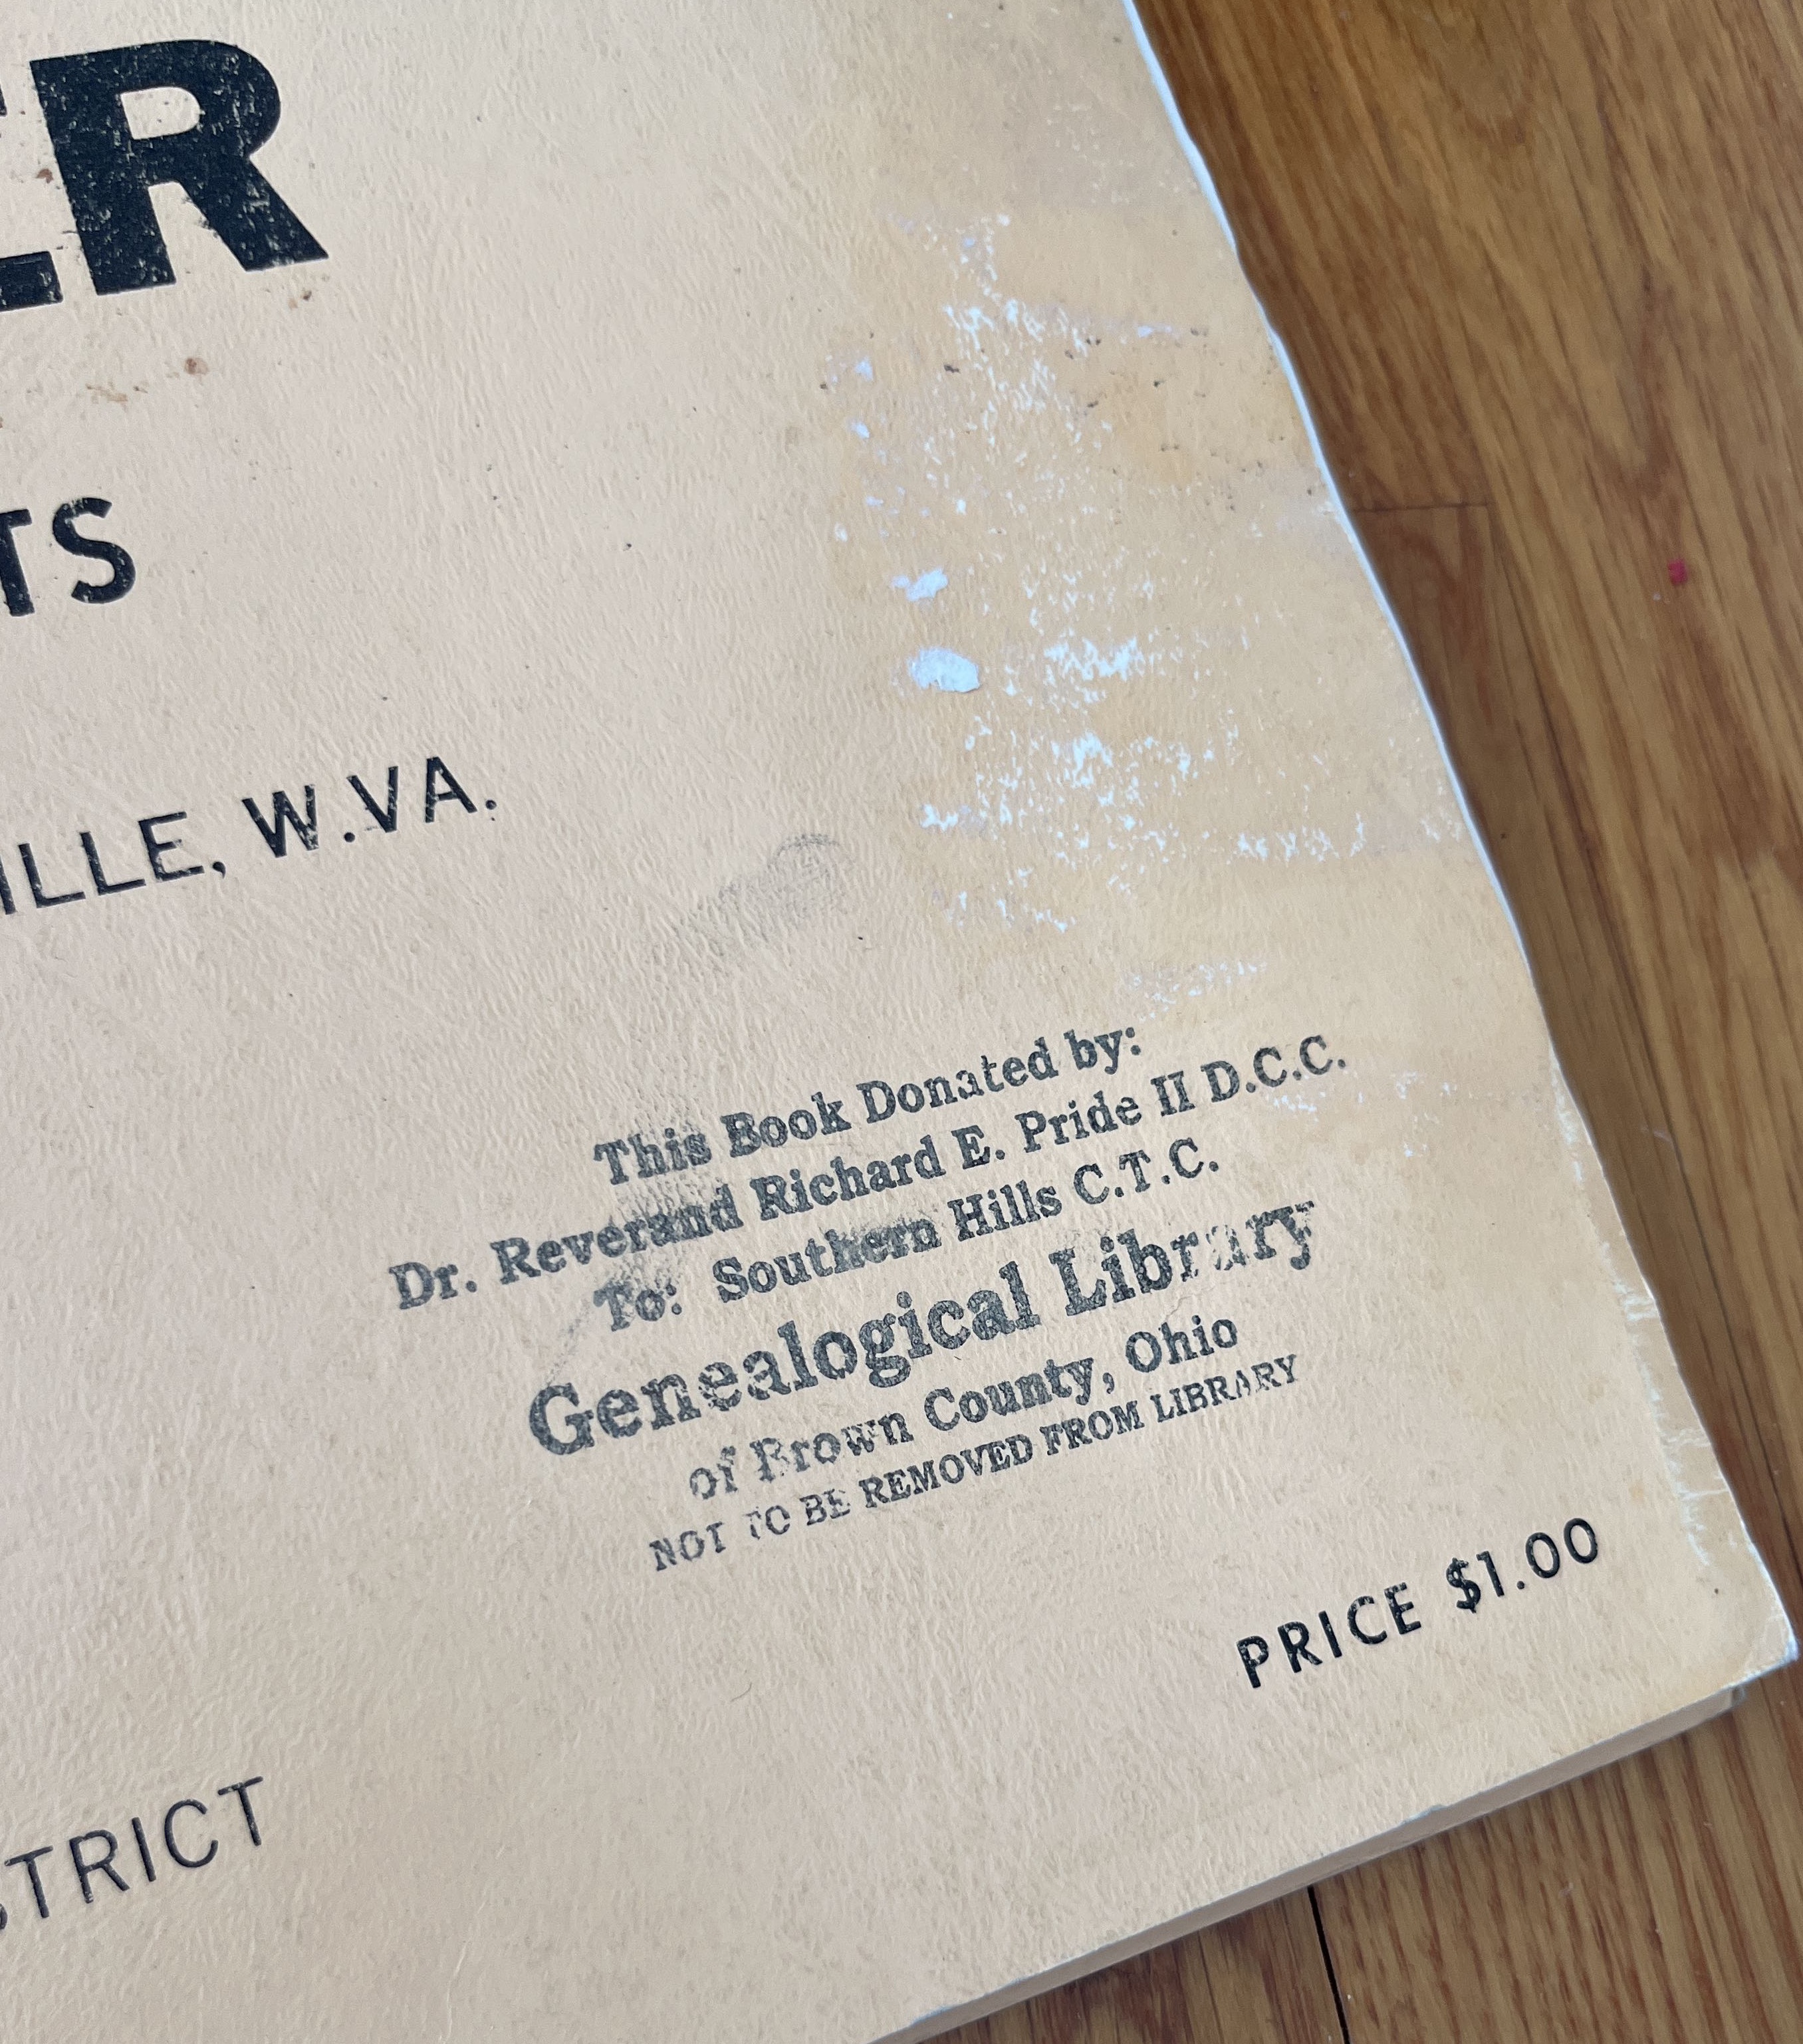 ER
TS
ILLE, W.VA.
This Book Donated by:
Dr. Reverand Richard E. Pride II D.C.C.
To: Southern Hills C.T.C.
Genealogical Library
of Brown County, Ohio
NOT TO BE REMOVED FROM LIBRARY
PRICE $1.00
STRICT